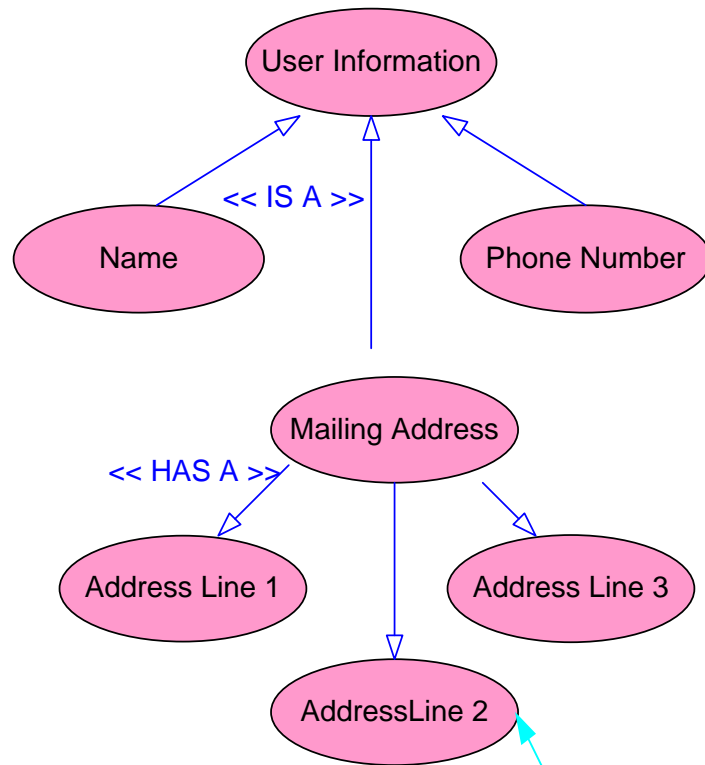 User Information
<< IS A >>
Name
Phone Number
Mailing Address
<< HAS A >>
Address Line 1
Address Line 3
AddressLine 2